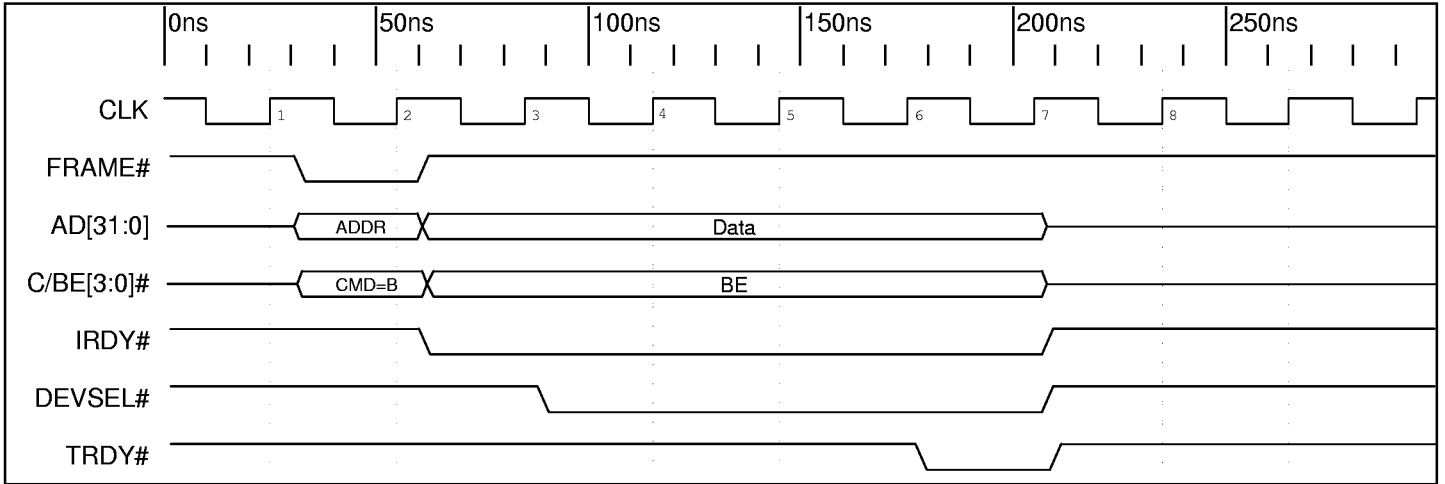 0ns 50ns 100ns 150ns 200ns 250ns
CLK 1 2 3 4 5 6 7 8
FRAME#
AD[31:0] ADDR Data
C/BE[3:0]# CMD=B BE
IRDY#
DEVSEL#
TRDY#